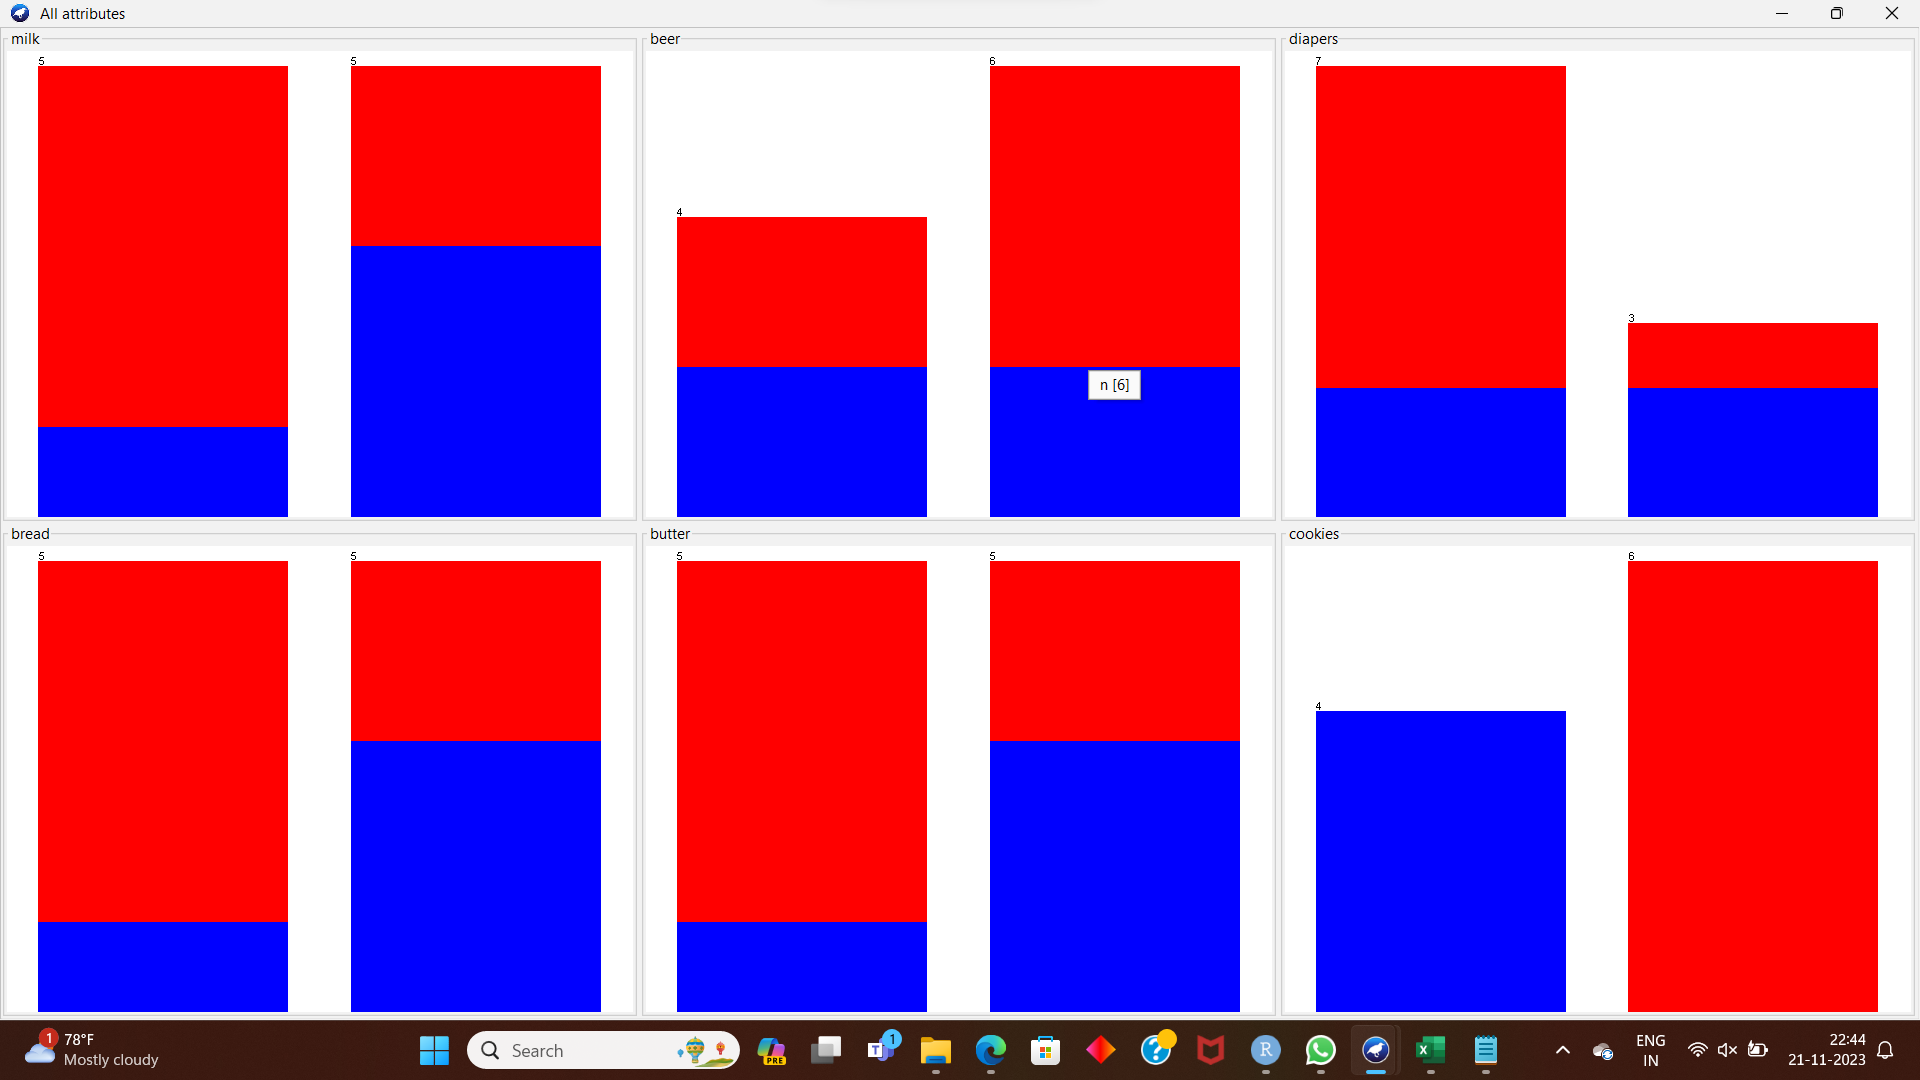 All attributes
milk
beer
diapers
5
5
4
6
7
3
n [6]
bread
butter
cookies
5
5
5
5
4
6
1
78°F
Mostly cloudy
Search
PRE
T
1
?
R
X
ENG
IN
22:44
21-11-2023